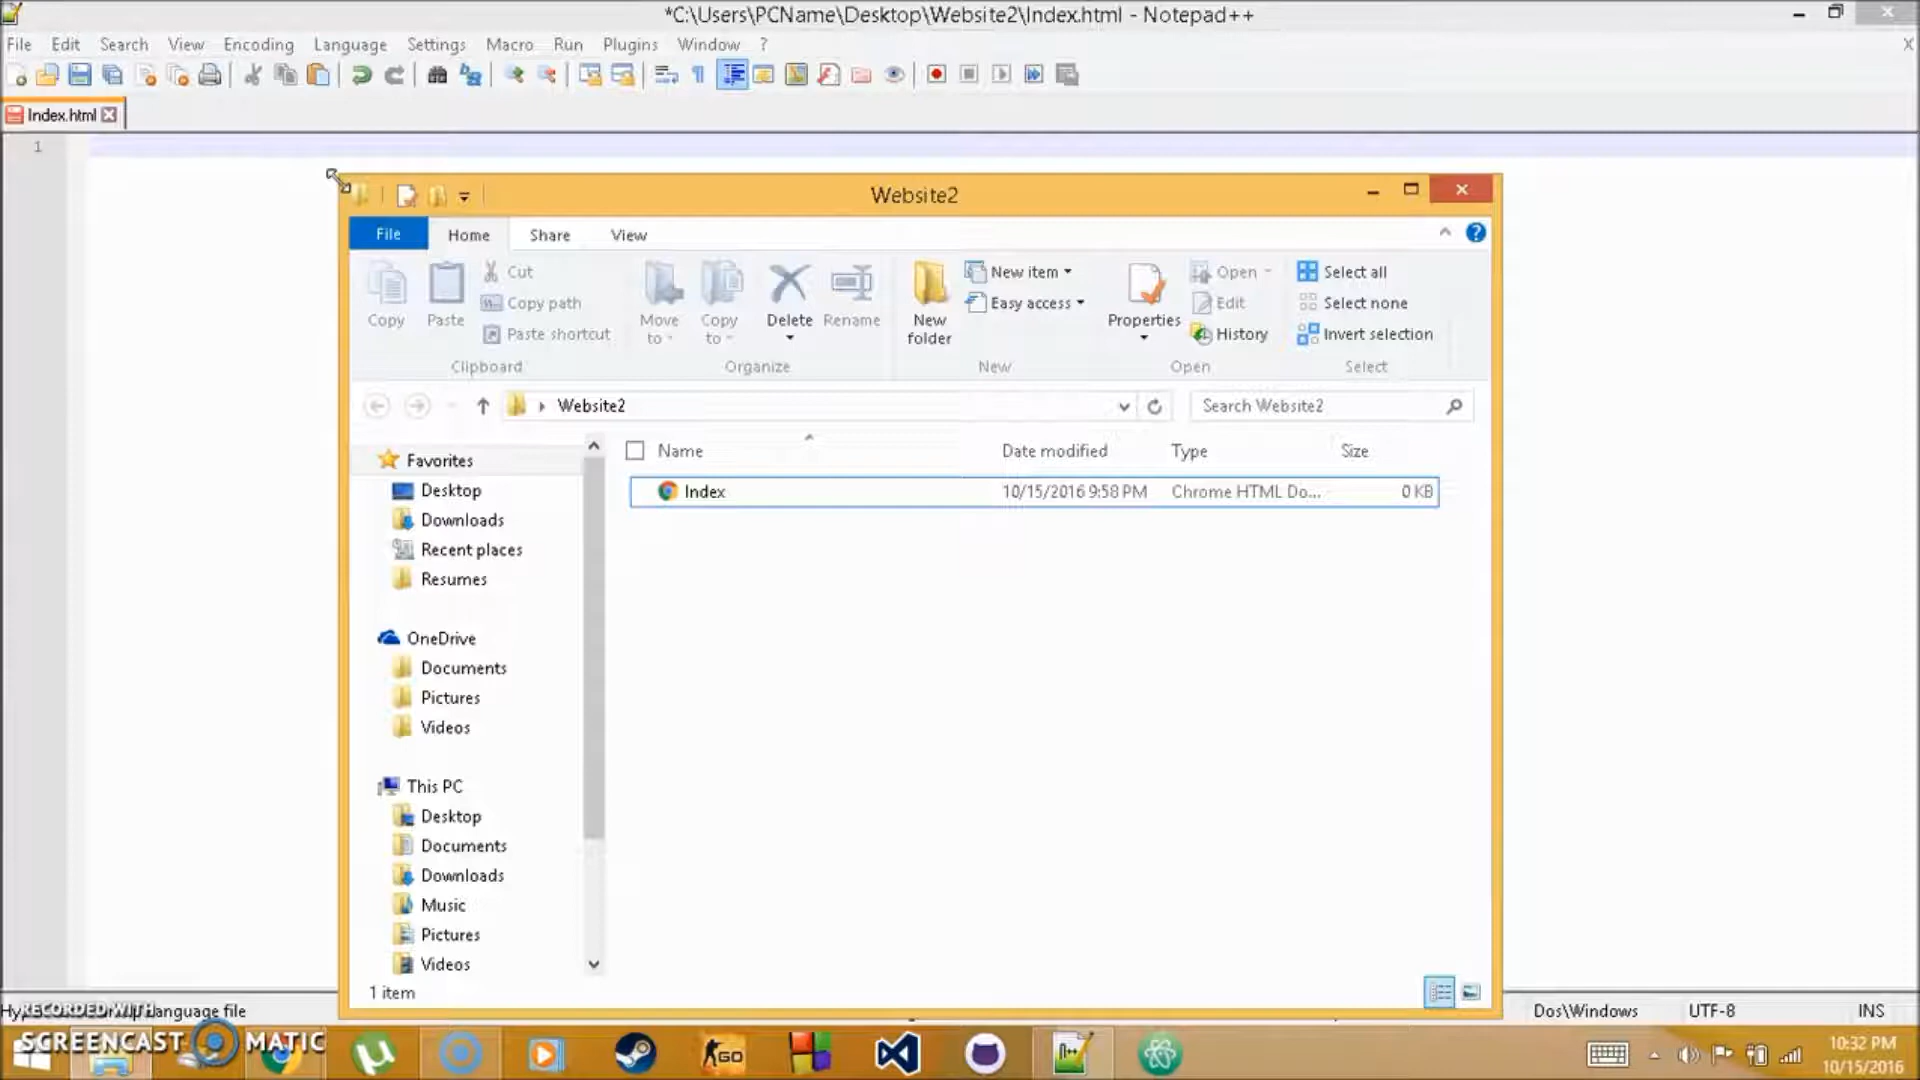 *C:\Users\PCName\Desktop\Website2\Index.html - Notepad++
File Edit Search View Encoding Language Settings Macro Run Plugins Window ?
X
Index.html
1
Website2
File Home Share View
Copy
Paste
Cut
Copy path
Paste shortcut
Clipboard
Move to
Copy to
Delete
Rename
Organize
New folder
New item
Easy access
New
Properties
Open
Edit
History
Open
Select all
Select none
Invert selection
Select
Website2
Search Website2
Name Date modified Type Size
Index 10/15/2016 9:58 PM Chrome HTML Do... 0 KB
Favorites
Desktop
Downloads
Recent places
Resumes
OneDrive
Documents
Pictures
Videos
This PC
Desktop
Documents
Downloads
Music
Pictures
Videos
1 item
language file
Dos\Windows UTF-8 INS
RECORDED WITH
SCREENCAST MATIC
GO
10:32 PM
10/15/2016